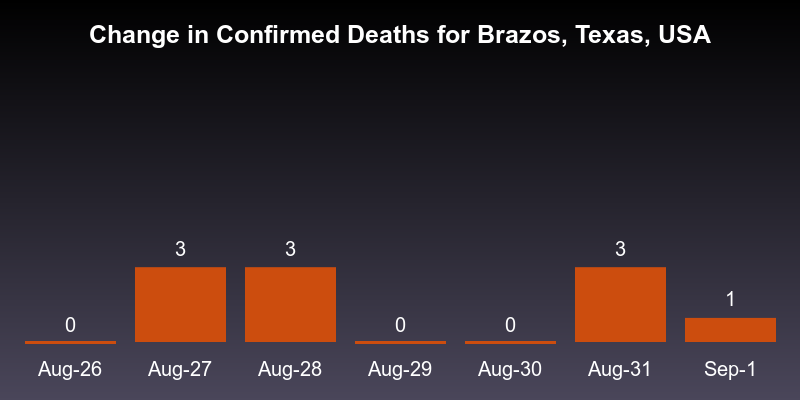 Change in Confirmed Deaths for Brazos, Texas, USA
0 3 3 0 0 3 1
Aug-26 Aug-27 Aug-28 Aug-29 Aug-30 Aug-31 Sep-1